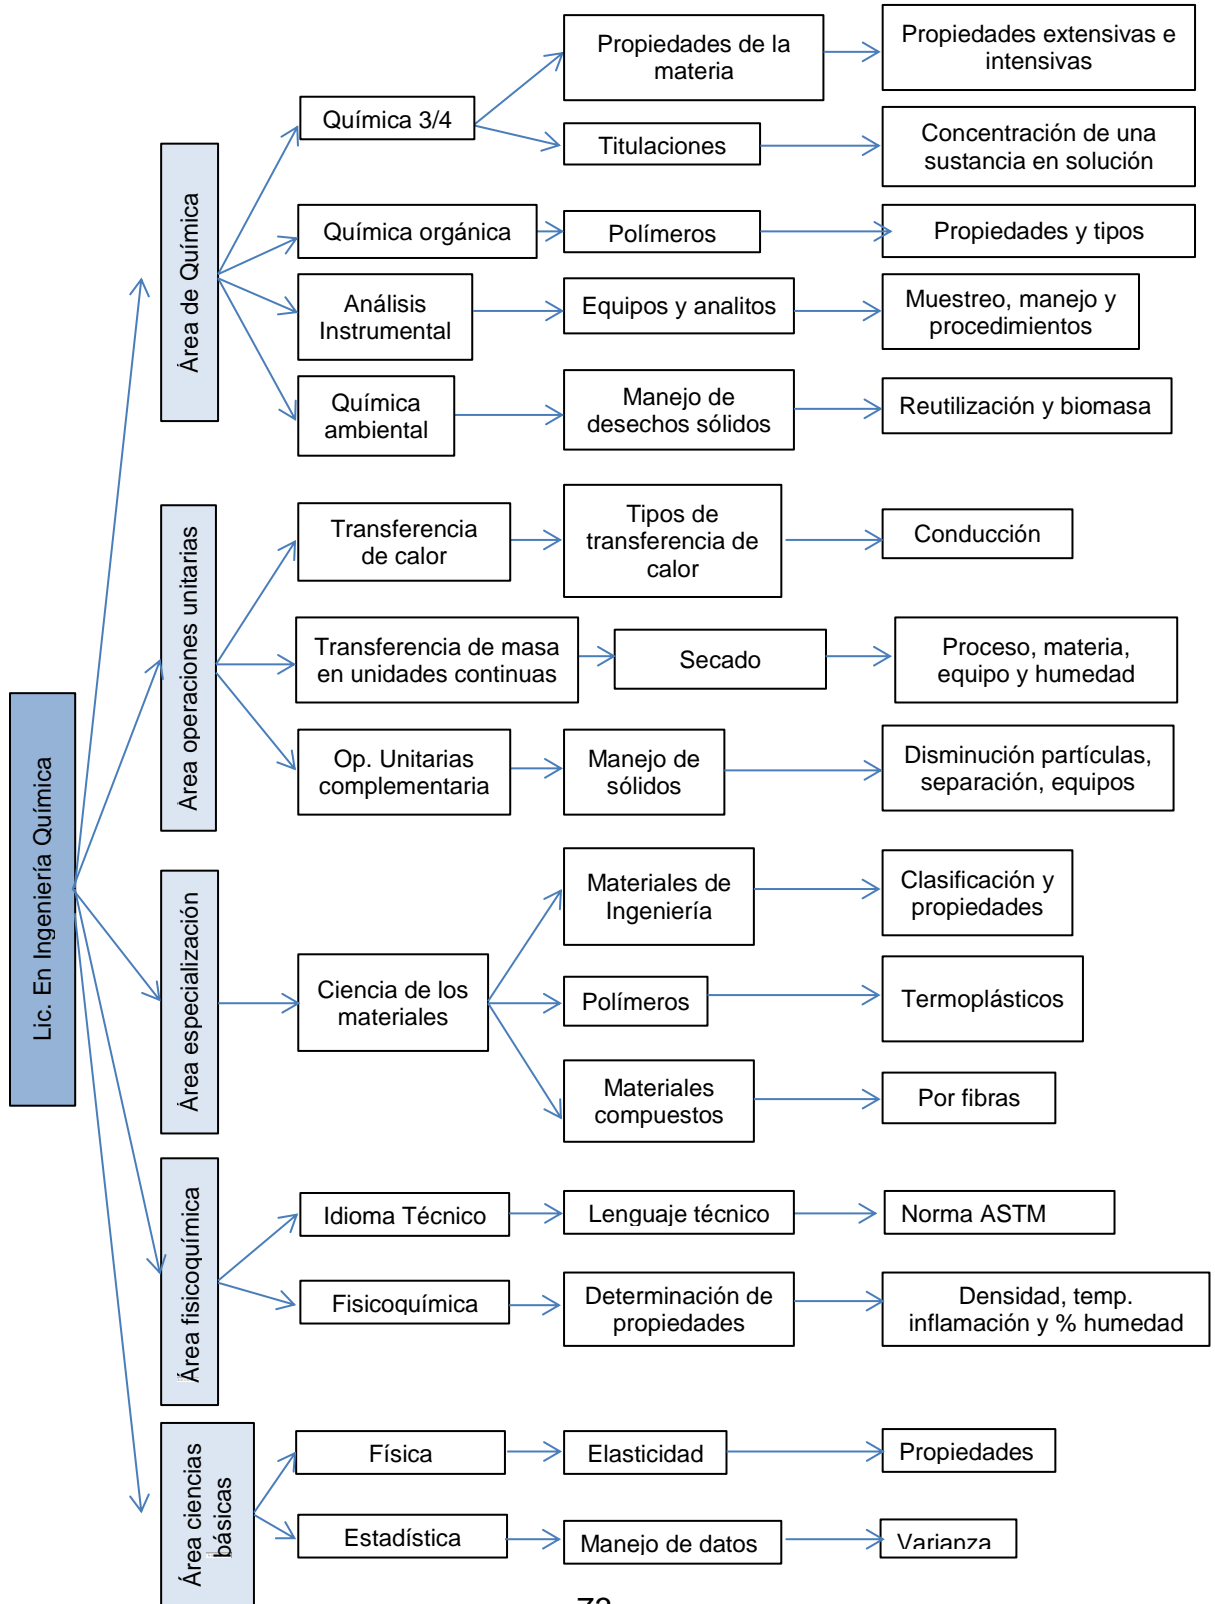 Lic. En Ingeniería Química
Área de Química
Química 3/4
Propiedades de la
materia
Propiedades extensivas e
intensivas
Titulaciones
Concentración de una
sustancia en solución
Química orgánica
Polímeros
Propiedades y tipos
Análisis
Instrumental
Equipos y analitos
Muestreo, manejo y
procedimientos
Química
ambiental
Manejo de
desechos sólidos
Reutilización y biomasa
Área operaciones unitarias
Transferencia
de calor
Tipos de
transferencia de
calor
Conducción
Transferencia de masa
en unidades continuas
Secado
Proceso, materia,
equipo y humedad
Op. Unitarias
complementaria
Manejo de
sólidos
Disminución partículas,
separación, equipos
Área especialización
Ciencia de los
materiales
Materiales de
Ingeniería
Clasificación y
propiedades
Polímeros
Termoplásticos
Materiales
compuestos
Por fibras
Área fisicoquímica
Idioma Técnico
Lenguaje técnico
Norma ASTM
Fisicoquímica
Determinación de
propiedades
Densidad, temp.
inflamación y % humedad
Área ciencias
básicas
Física
Elasticidad
Propiedades
Estadística
Manejo de datos
Varianza